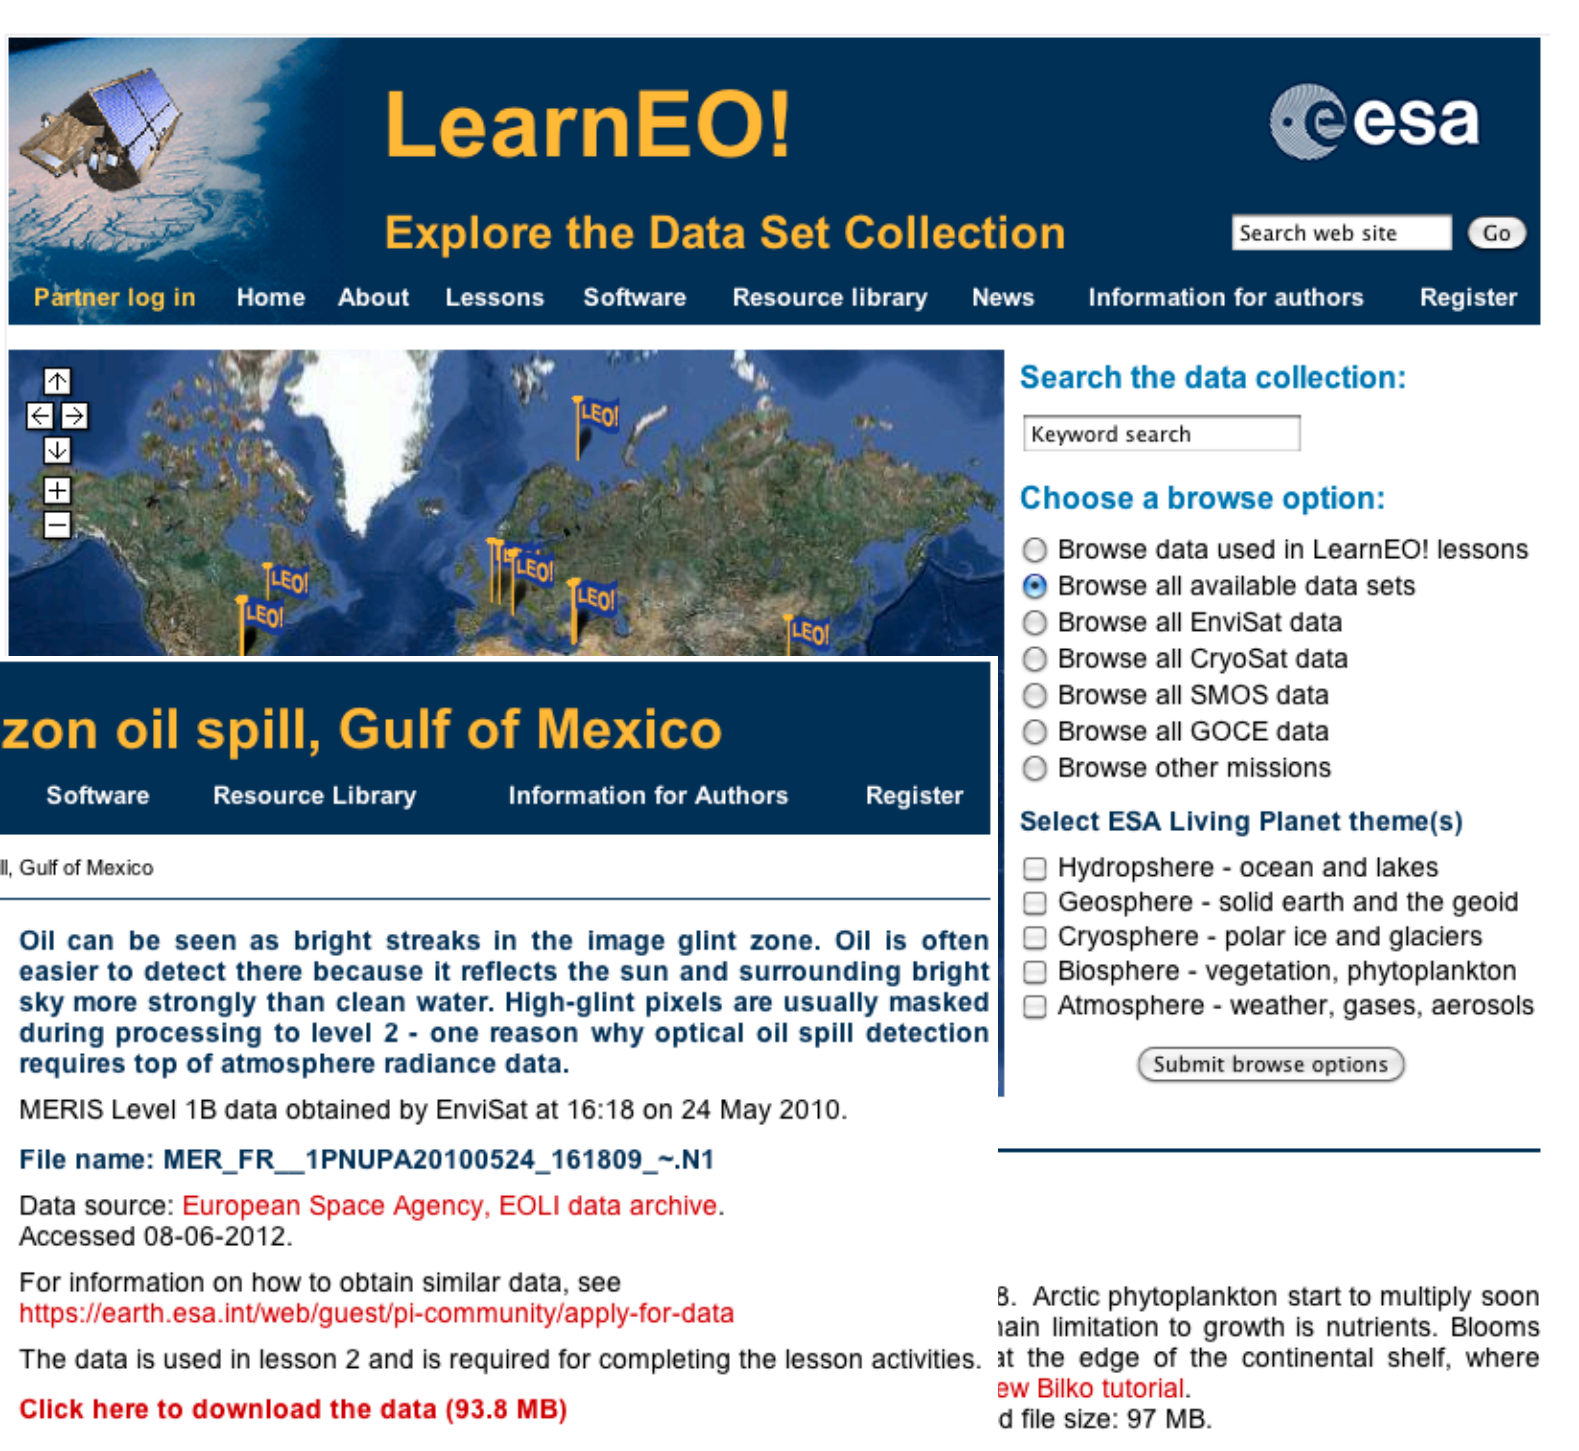 LearnEO!
esa
Explore the Data Set Collection
Search web site
Go
Partner log in
Home
About
Lessons
Software
Resource library
News
Information for authors
Register
LEO!
LEO!
LEO!
LEO!
LEO!
LEO!
Search the data collection:
Keyword search
Choose a browse option:
Browse data used in LearnEO! lessons
Browse all available data sets
Browse all EnviSat data
Browse all CryoSat data
Browse all SMOS data
Browse all GOCE data
Browse other missions
Select ESA Living Planet theme(s)
Hydropshere - ocean and lakes
Geosphere - solid earth and the geoid
Cryosphere - polar ice and glaciers
Biosphere - vegetation, phytoplankton
Atmosphere - weather, gases, aerosols
Submit browse options
zon oil spill, Gulf of Mexico
Software
Resource Library
Information for Authors
Register
ll, Gulf of Mexico
Oil can be seen as bright streaks in the image glint zone. Oil is often
easier to detect there because it reflects the sun and surrounding bright
sky more strongly than clean water. High-glint pixels are usually masked
during processing to level 2 - one reason why optical oil spill detection
requires top of atmosphere radiance data.
MERIS Level 1B data obtained by EnviSat at 16:18 on 24 May 2010.
File name: MER_FR__1PNUPA20100524_161809_~.N1
Data source: European Space Agency, EOLI data archive.
Accessed 08-06-2012.
For information on how to obtain similar data, see
https://earth.esa.int/web/guest/pi-community/apply-for-data
The data is used in lesson 2 and is required for completing the lesson activities.
Click here to download the data (93.8 MB)
8. Arctic phytoplankton start to multiply soon
ain limitation to growth is nutrients. Blooms
at the edge of the continental shelf, where
ew Bilko tutorial.
d file size: 97 MB.